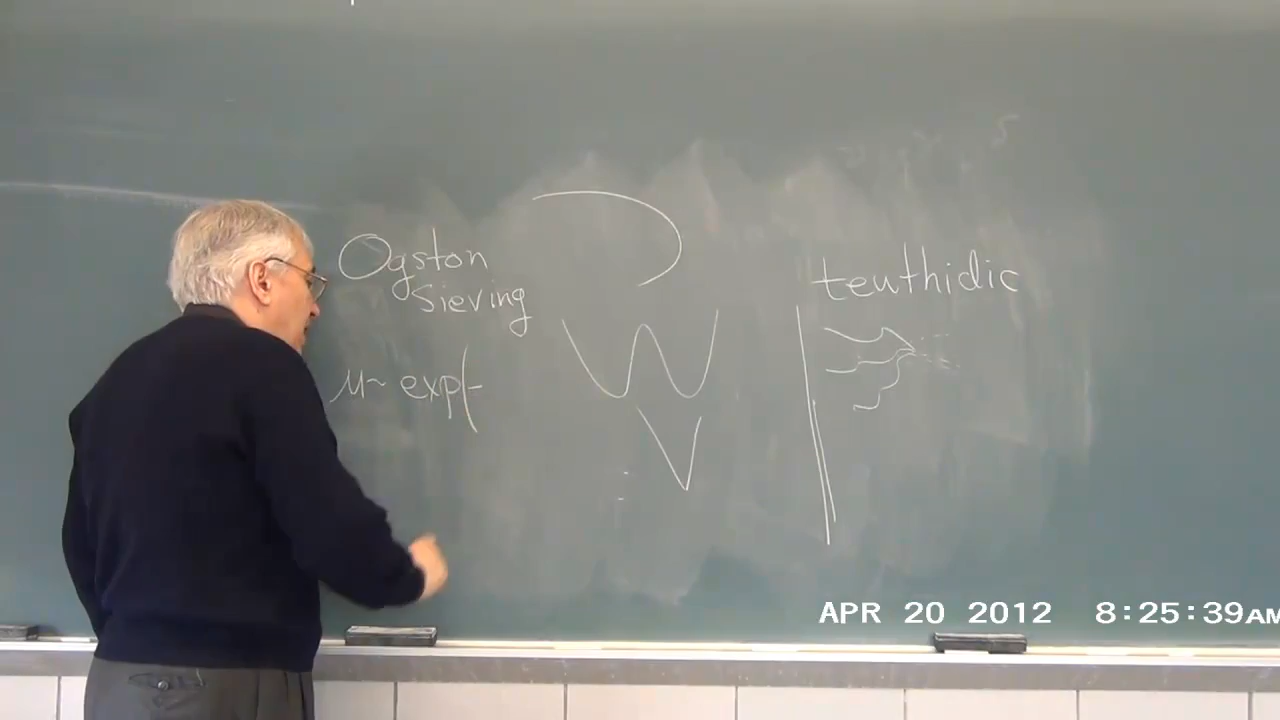 Ogston
Sieving
μ~ exp(-
teuthidic
APR 20 2012 8:25:39AM